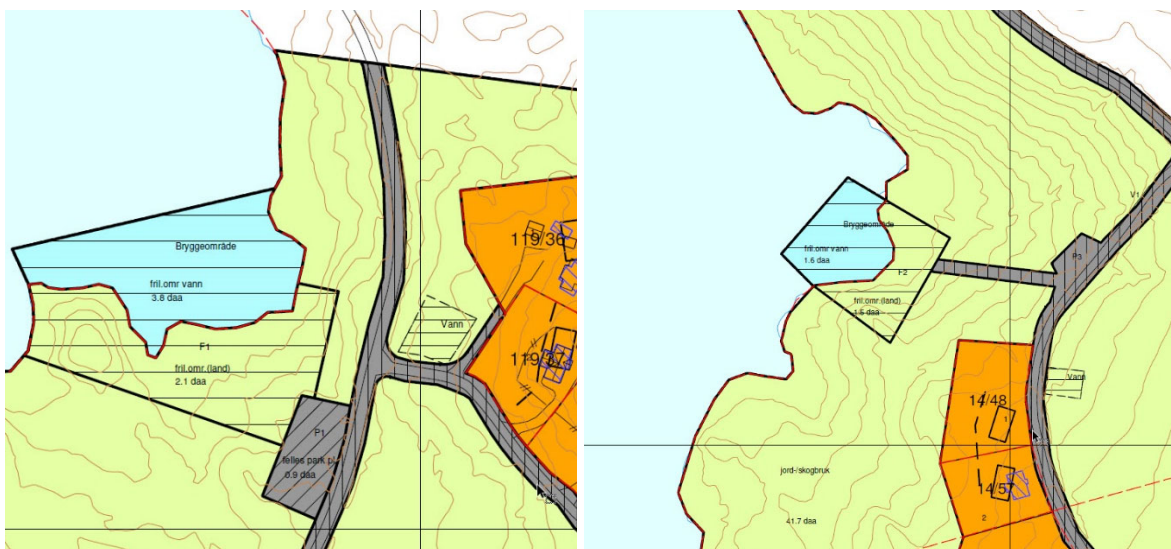 Bryggeområde
fril.omr vann
3.8 daa
F1
fril.omr.(land)
2.1 daa
P1
felles park pl
0.9 daa
Vann
119/36
119/37
V1
Bryggeområde
fril.omr vann
1.6 daa
F2
fril.omr.(land)
1.5 daa
P3
Vann
14/48
1
14/57
2
jord-/skogbruk
41.7 daa